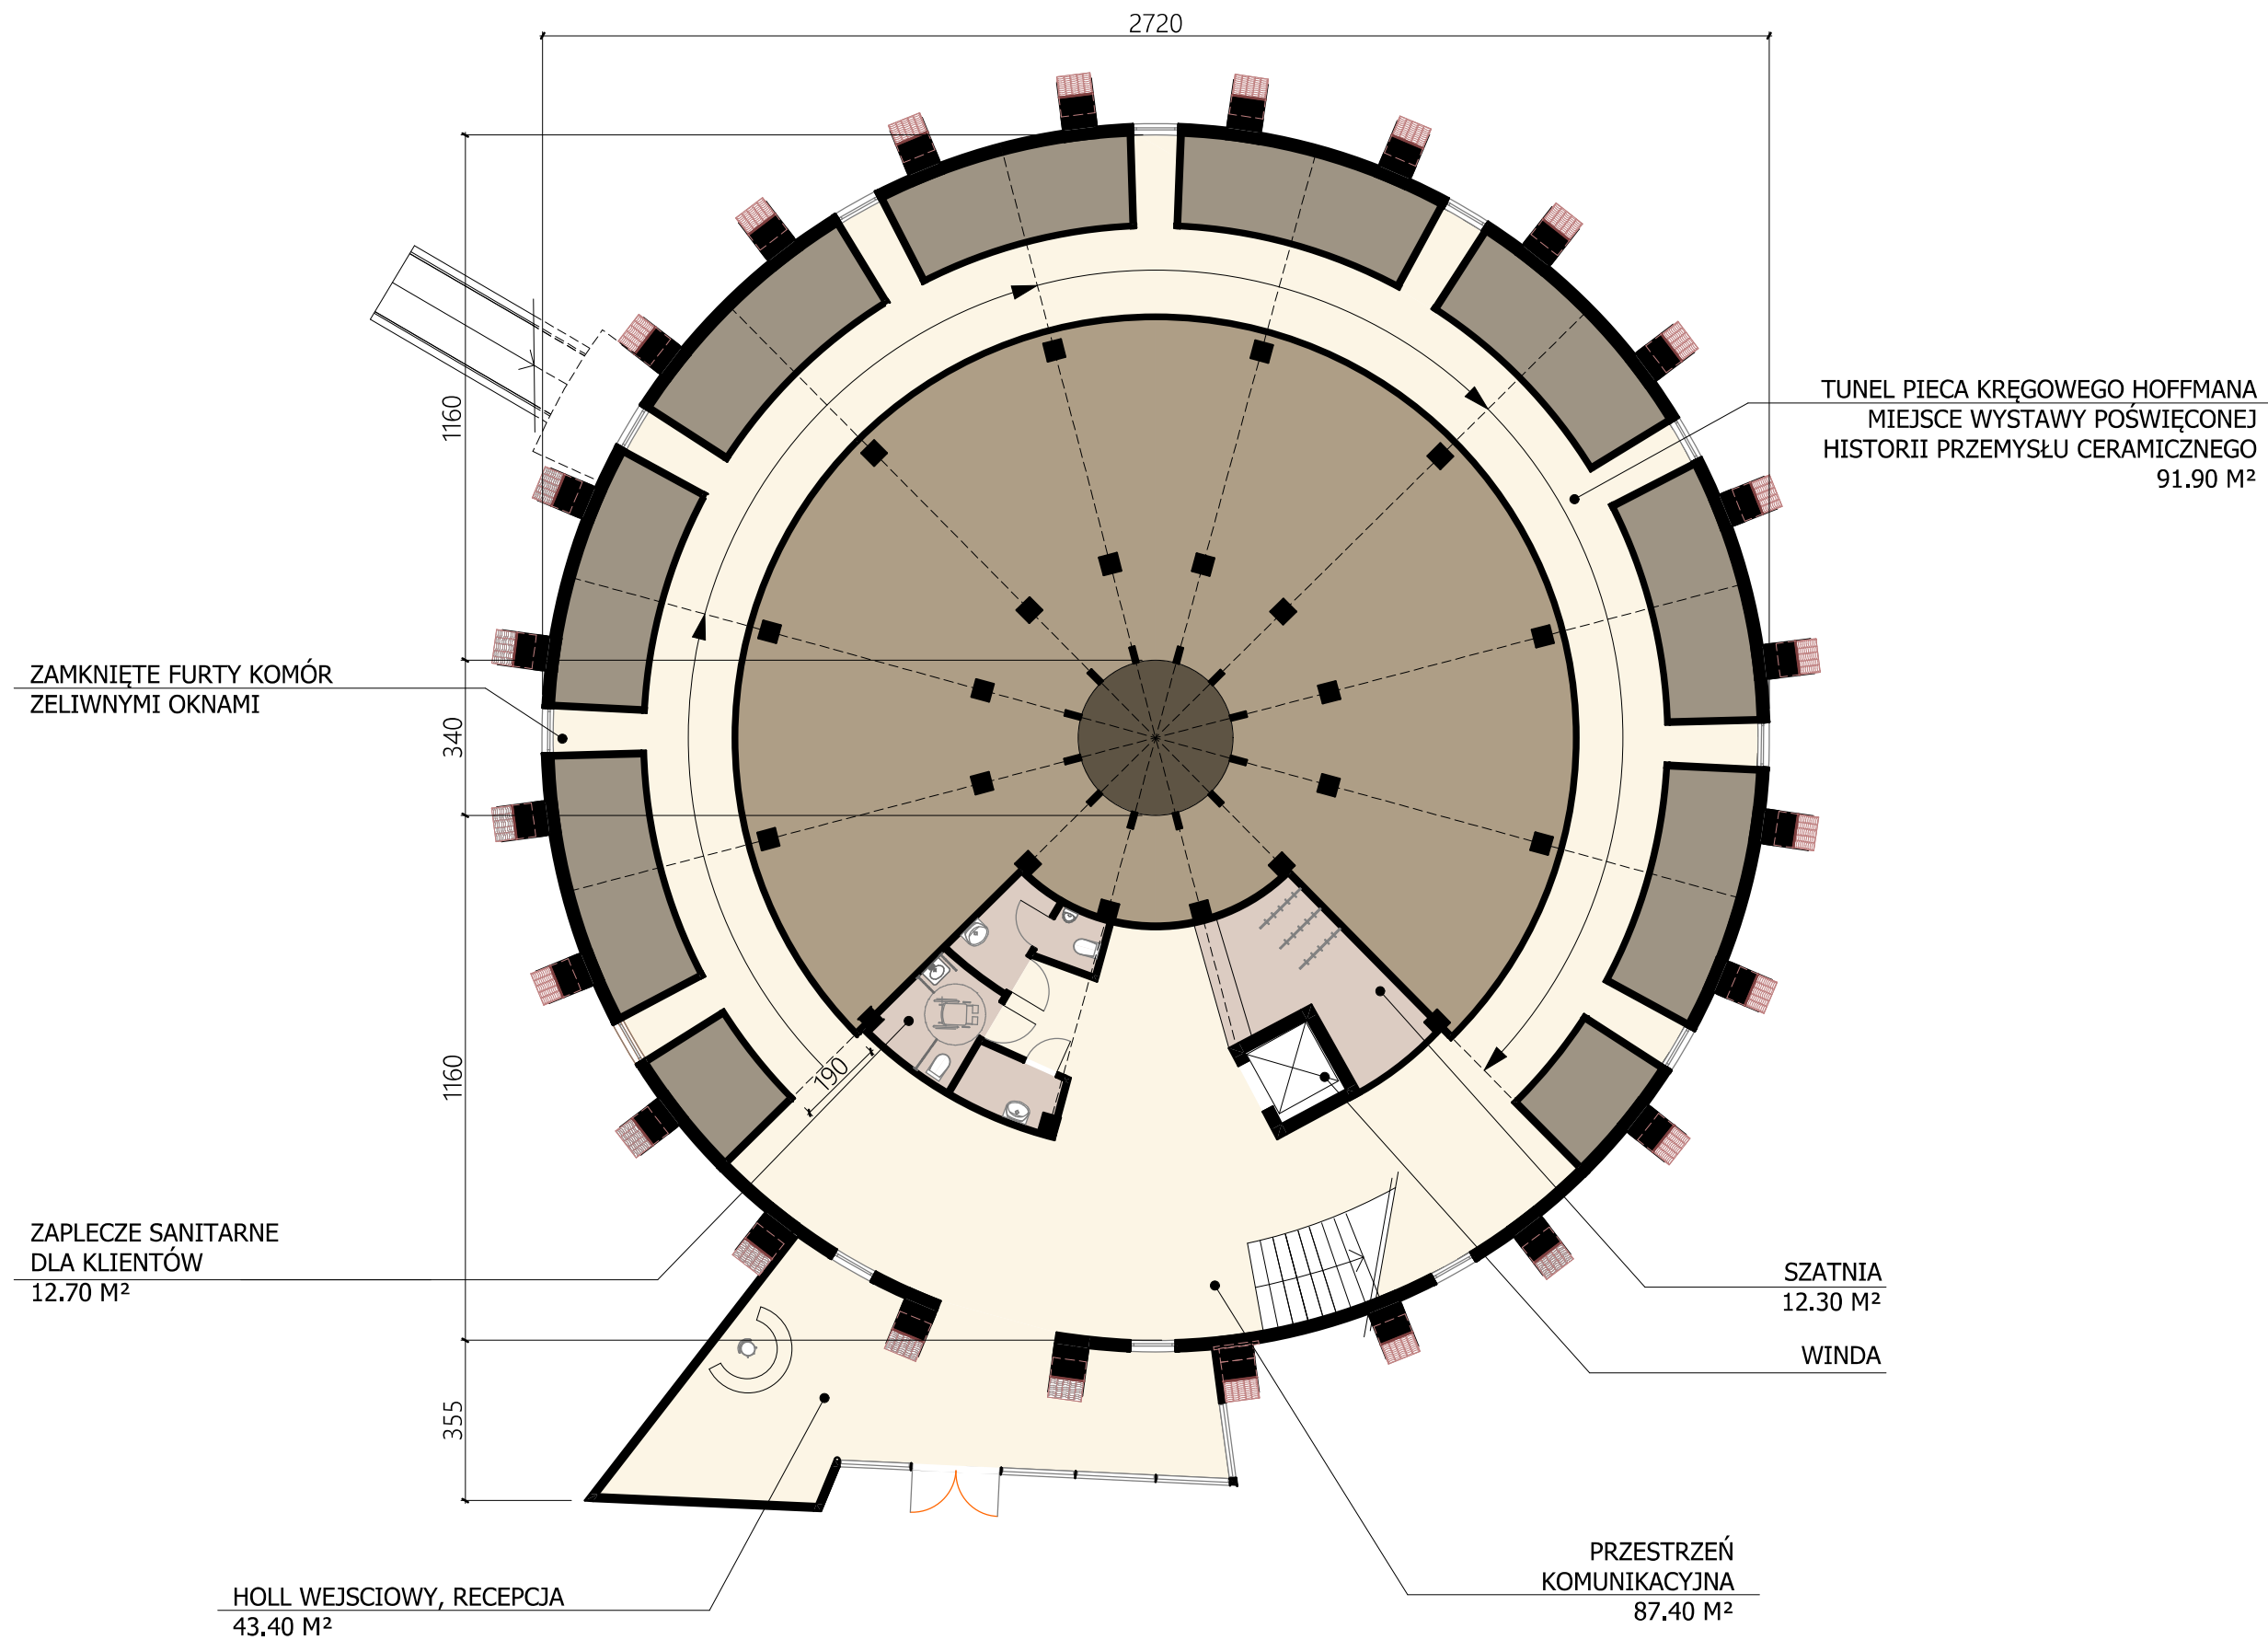 2720
1160
TUNEL PIECA KRĘGOWEGO HOFFMANA
MIEJSCE WYSTAWY POŚWIĘCONEJ
HISTORII PRZEMYSŁU CERAMICZNEGO
91.90 M²
ZAMKNIĘTE FURTY KOMÓR
ZELIWNYMI OKNAMI
340
1160
190
ZAPLECZE SANITARNE
DLA KLIENTÓW
12.70 M²
SZATNIA
12.30 M²
WINDA
355
PRZESTRZEŃ
KOMUNIKACYJNA
87.40 M²
HOLL WEJSCIOWY, RECEPCJA
43.40 M²